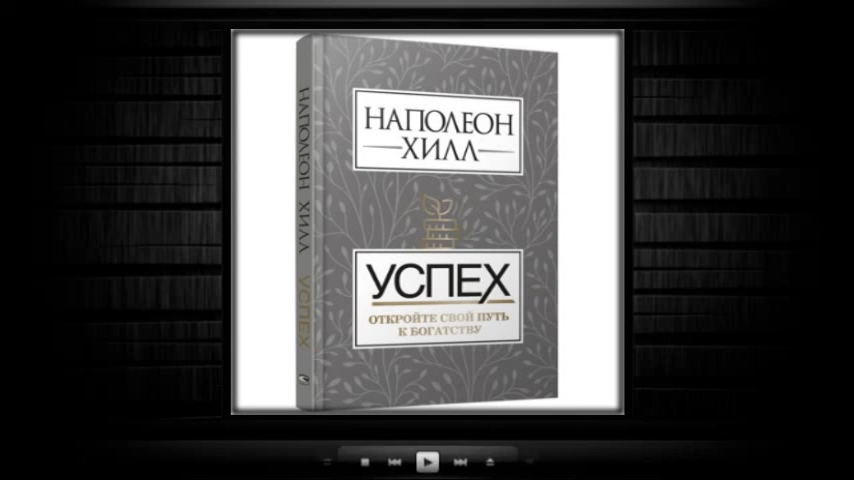 НАПОЛЕОН
ХИЛЛ
УСПЕХ
ОТКРОЙТЕ СВОЙ ПУТЬ
К БОГАТСТВУ
НАПОЛЕОН ХИЛЛ УСПЕХ